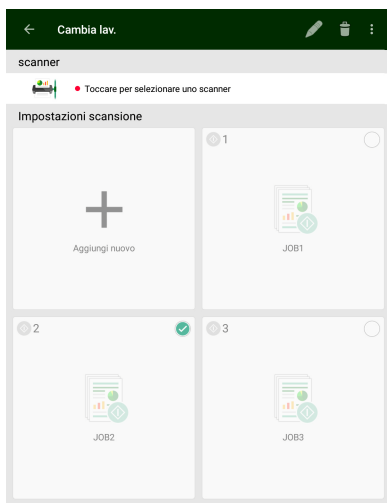 Cambia lav.
scanner
Toccare per selezionare uno scanner
Impostazioni scansione
Aggiungi nuovo
1
JOB1
2
JOB2
3
JOB3